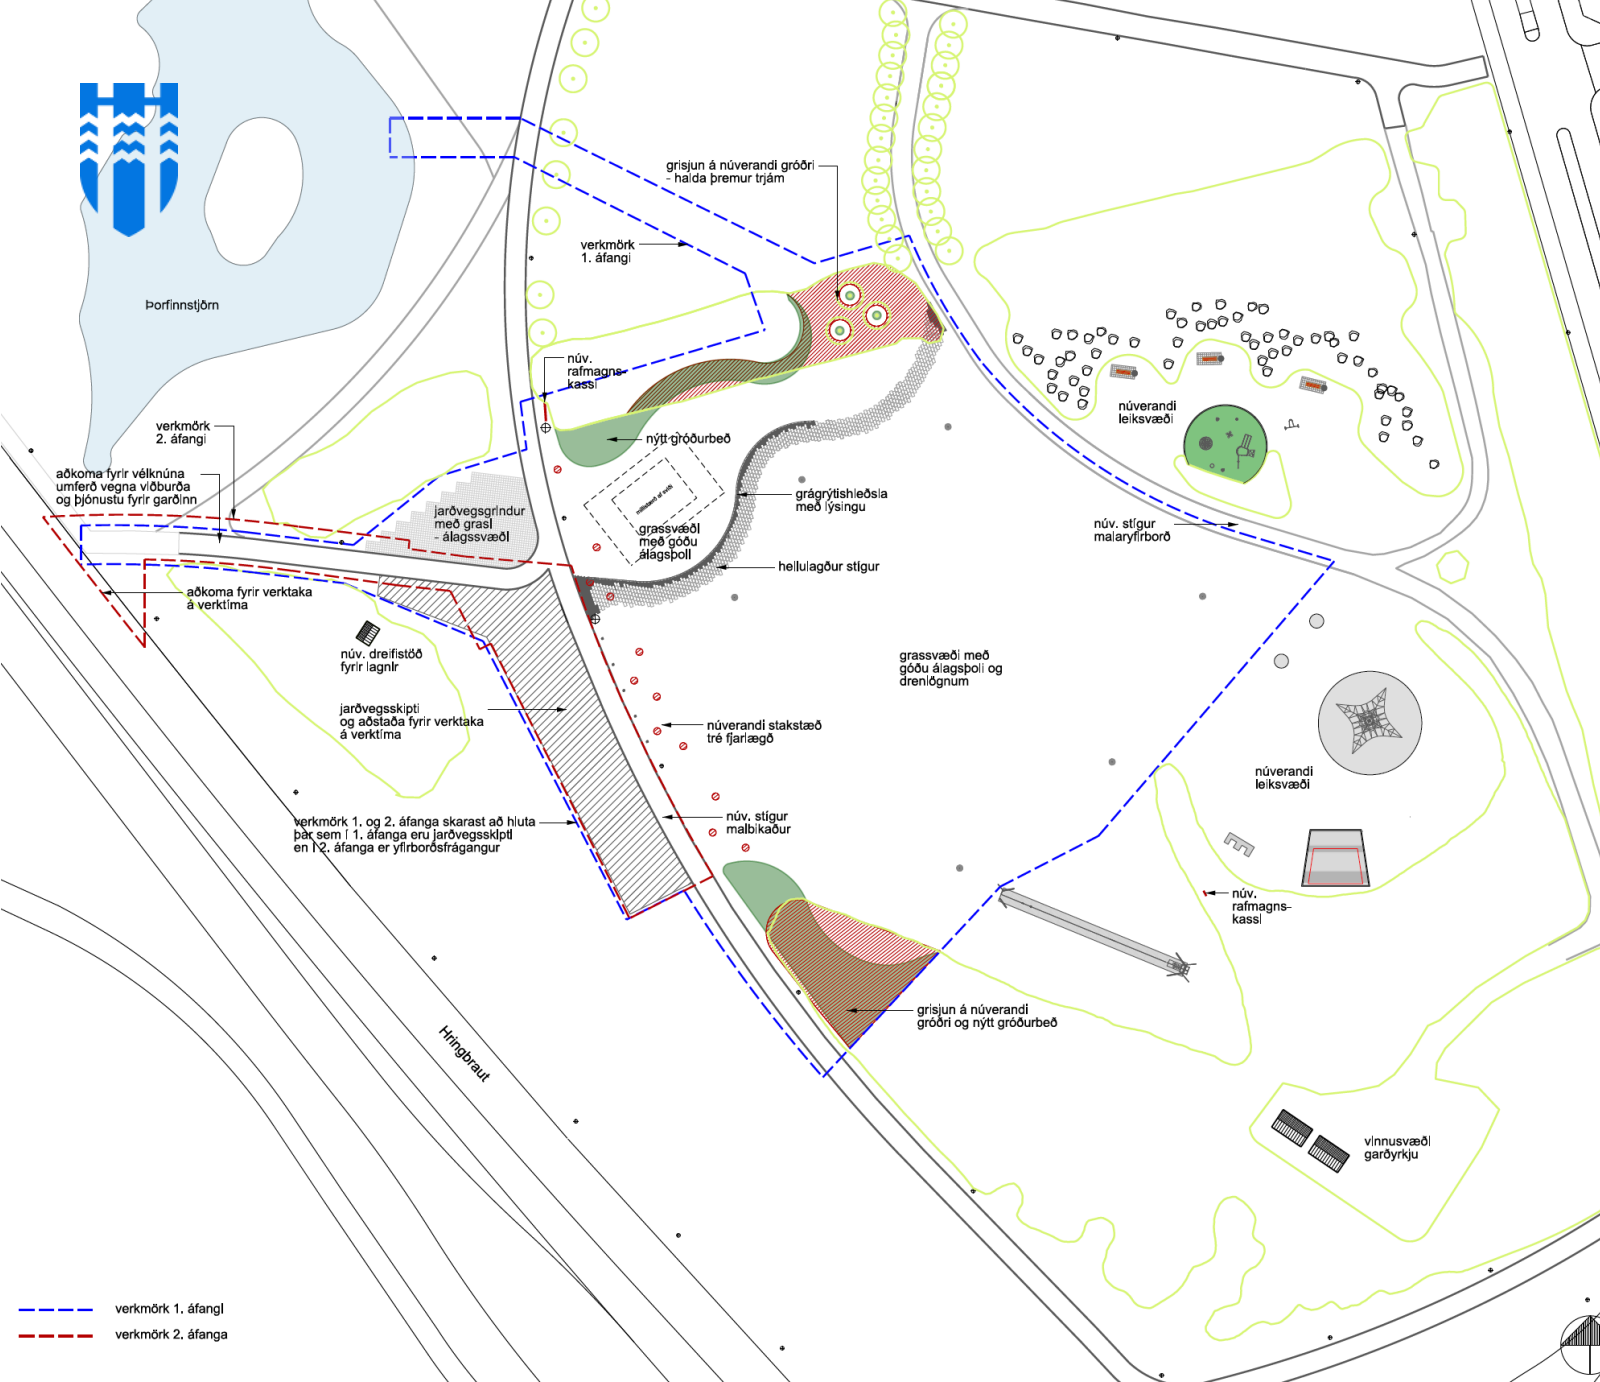 grisjun á núverandi gróðri
- halda þremur trjám
verkmörk
1. áfangi
Þorfinnstjörn
núv.
rafmagns-
kassi
verkmörk
2. áfangi
nýtt gróðurbeð
núverandi
leiksvæði
aðkoma fyrir vélknúna
umferð vegna viðburða
og þjónustu fyrir garðinn
jarðvegsgrindur
með grasi
- álagssvæði
grassvæði
með góðu
álagsþoli
grágrýtishleðsla
með lýsingu
núv. stígur
malaryfirborð
hellulagður stígur
aðkoma fyrir verktaka
á verktíma
núv. dreifistöð
fyrir lagnir
grassvæði með
góðu álagsþoli og
drenlögnum
jarðvegsskipti
og aðstaða fyrir verktaka
á verktíma
núverandi stakstæð
tré fjarlægð
núverandi
leiksvæði
verkmörk 1. og 2. áfanga skarast að hluta
þar sem í 1. áfanga eru jarðvegsskipti
en í 2. áfanga er yfirborðsfrágangur
núv. stígur
malbikaður
núv.
rafmagns-
kassi
grisjun á núverandi
gróðri og nýtt gróðurbeð
Hringbraut
vinnusvæði
garðyrkju
verkmörk 1. áfangi
verkmörk 2. áfanga